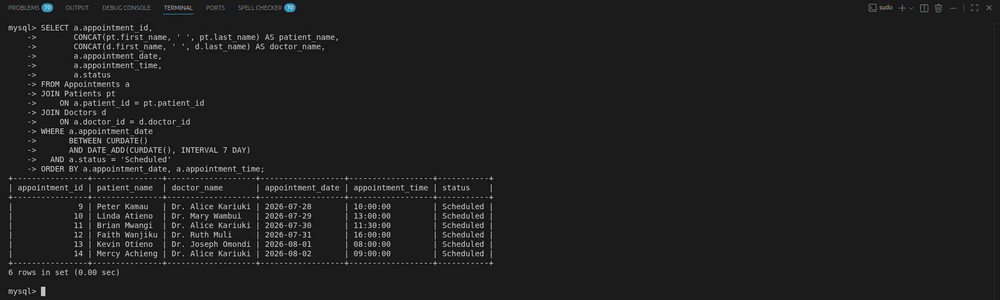 PROBLEMS 70 OUTPUT DEBUG CONSOLE TERMINAL PORTS SPELL CHECKER 70 sudo
mysql> SELECT a.appointment_id,
    ->        CONCAT(pt.first_name, ' ', pt.last_name) AS patient_name,
    ->        CONCAT(d.first_name, ' ', d.last_name) AS doctor_name,
    ->        a.appointment_date,
    ->        a.appointment_time,
    ->        a.status
    -> FROM Appointments a
    -> JOIN Patients pt
    ->     ON a.patient_id = pt.patient_id
    -> JOIN Doctors d
    ->     ON a.doctor_id = d.doctor_id
    -> WHERE a.appointment_date
    ->       BETWEEN CURDATE()
    ->       AND DATE_ADD(CURDATE(), INTERVAL 7 DAY)
    ->   AND a.status = 'Scheduled'
    -> ORDER BY a.appointment_date, a.appointment_time;
+----------------+---------------+-------------------+------------------+------------------+-----------+
| appointment_id | patient_name  | doctor_name       | appointment_date | appointment_time | status    |
+----------------+---------------+-------------------+------------------+------------------+-----------+
|              9 | Peter Kamau   | Dr. Alice Kariuki | 2026-07-28       | 10:00:00         | Scheduled |
|             10 | Linda Atieno  | Dr. Mary Wambui   | 2026-07-29       | 13:00:00         | Scheduled |
|             11 | Brian Mwangi  | Dr. Alice Kariuki | 2026-07-30       | 11:30:00         | Scheduled |
|             12 | Faith Wanjiku | Dr. Ruth Muli     | 2026-07-31       | 16:00:00         | Scheduled |
|             13 | Kevin Otieno  | Dr. Joseph Omondi | 2026-08-01       | 08:00:00         | Scheduled |
|             14 | Mercy Achieng | Dr. Alice Kariuki | 2026-08-02       | 09:00:00         | Scheduled |
+----------------+---------------+-------------------+------------------+------------------+-----------+
6 rows in set (0.00 sec)
mysql>